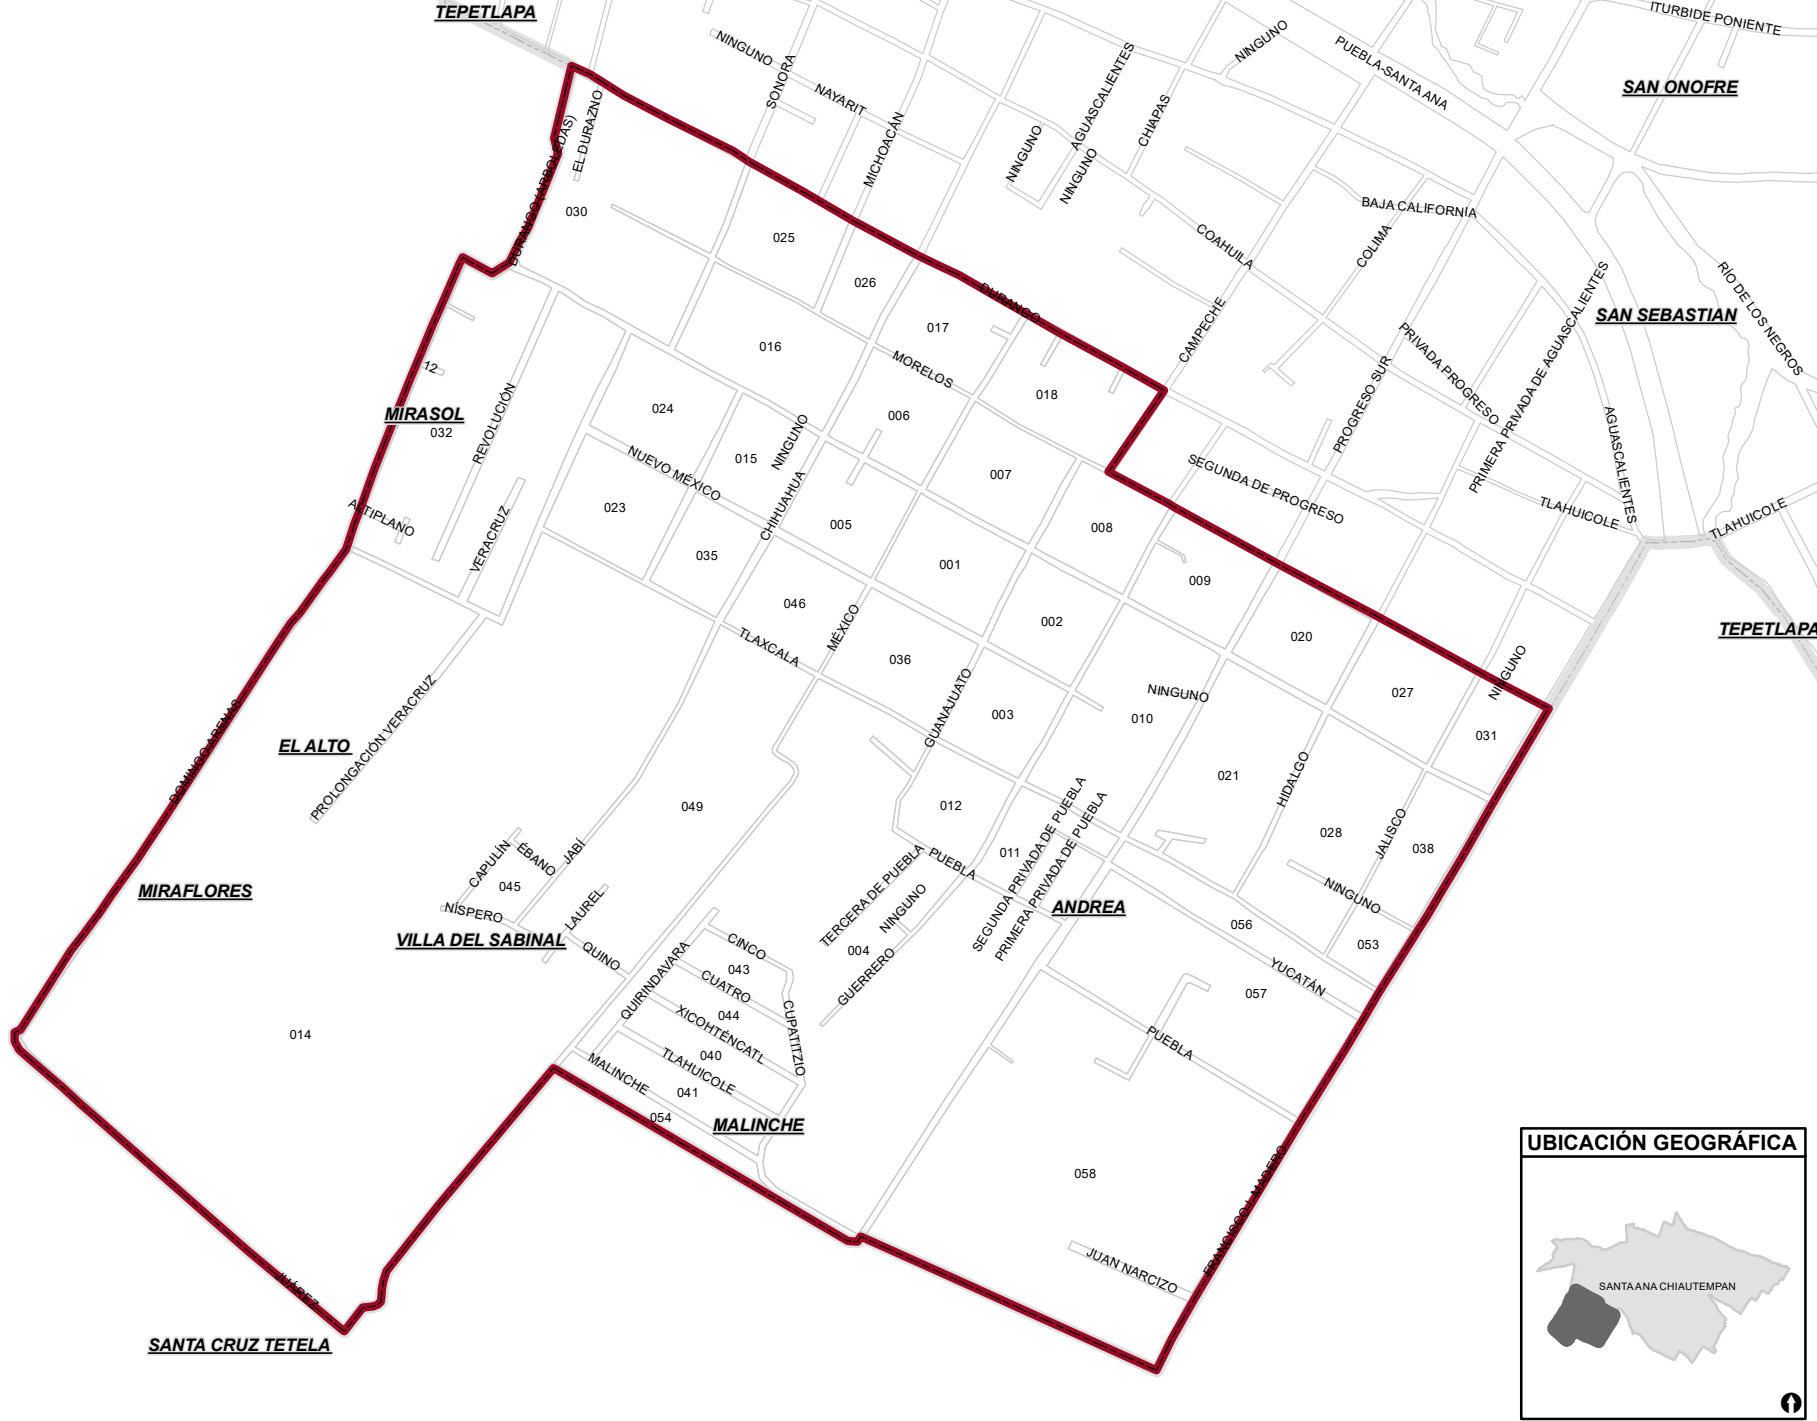 TEPETLAPA
ITURBIDE PONIENTE
NINGUNO
NINGUNO
PUEBLA-SANTA ANA
SONORA
AGUASCALIENTES
SAN ONOFRE
NAYARIT
EL DURAZNO
CHIAPAS
MICHOACÁN
NINGUNO
NINGUNO
DURANGO (ARBOLEDAS)
030
BAJA CALIFORNIA
025
COAHUILA
COLIMA
026
DURANGO
RÍO DE LOS NEGROS
SAN SEBASTIAN
017
CAMPECHE
PRIMERA PRIVADA DE AGUASCALIENTES
016
MORELOS
PRIVADA PROGRESO
12
018
PROGRESO SUR
MIRASOL
032
024
006
REVOLUCIÓN
NINGUNO
AGUASCALIENTES
015
NUEVO MÉXICO
007
SEGUNDA DE PROGRESO
CHIHUAHUA
023
ALTIPLANO
005
008
TLAHUICOLE
TLAHUICOLE
VERACRUZ
035
001
009
046
002
020
MÉXICO
TEPETLAPA
TLAXCALA
036
NINGUNO
027
NINGUNO
GUANAJUATO
003
010
031
PROLONGACIÓN VERACRUZ
EL ALTO
DOMINGO ARENAS
HIDALGO
021
049
012
JALISCO
028
038
SEGUNDA PRIVADA DE PUEBLA
PRIMERA PRIVADA DE PUEBLA
011
PUEBLA
CAPULÍN
ÉBANO
JABÍ
045
MIRAFLORES
TERCERA DE PUEBLA
NINGUNO
NINGUNO
ANDREA
NÍSPERO
LAUREL
056
VILLA DEL SABINAL
CINCO
004
053
QUINO
043
QUIRINDAVARA
CUATRO
GUERRERO
YUCATÁN
057
044
CUPATITZIO
XICOHTÉNCATL
014
040
PUEBLA
TLAHUICOLE
MALINCHE
041
054
MALINCHE
058
UBICACIÓN GEOGRÁFICA
FRANCISCO I. MADERO
JUAN NARCIZO
JUÁREZ
SANTA ANA CHIAUTEMPAN
SANTA CRUZ TETELA